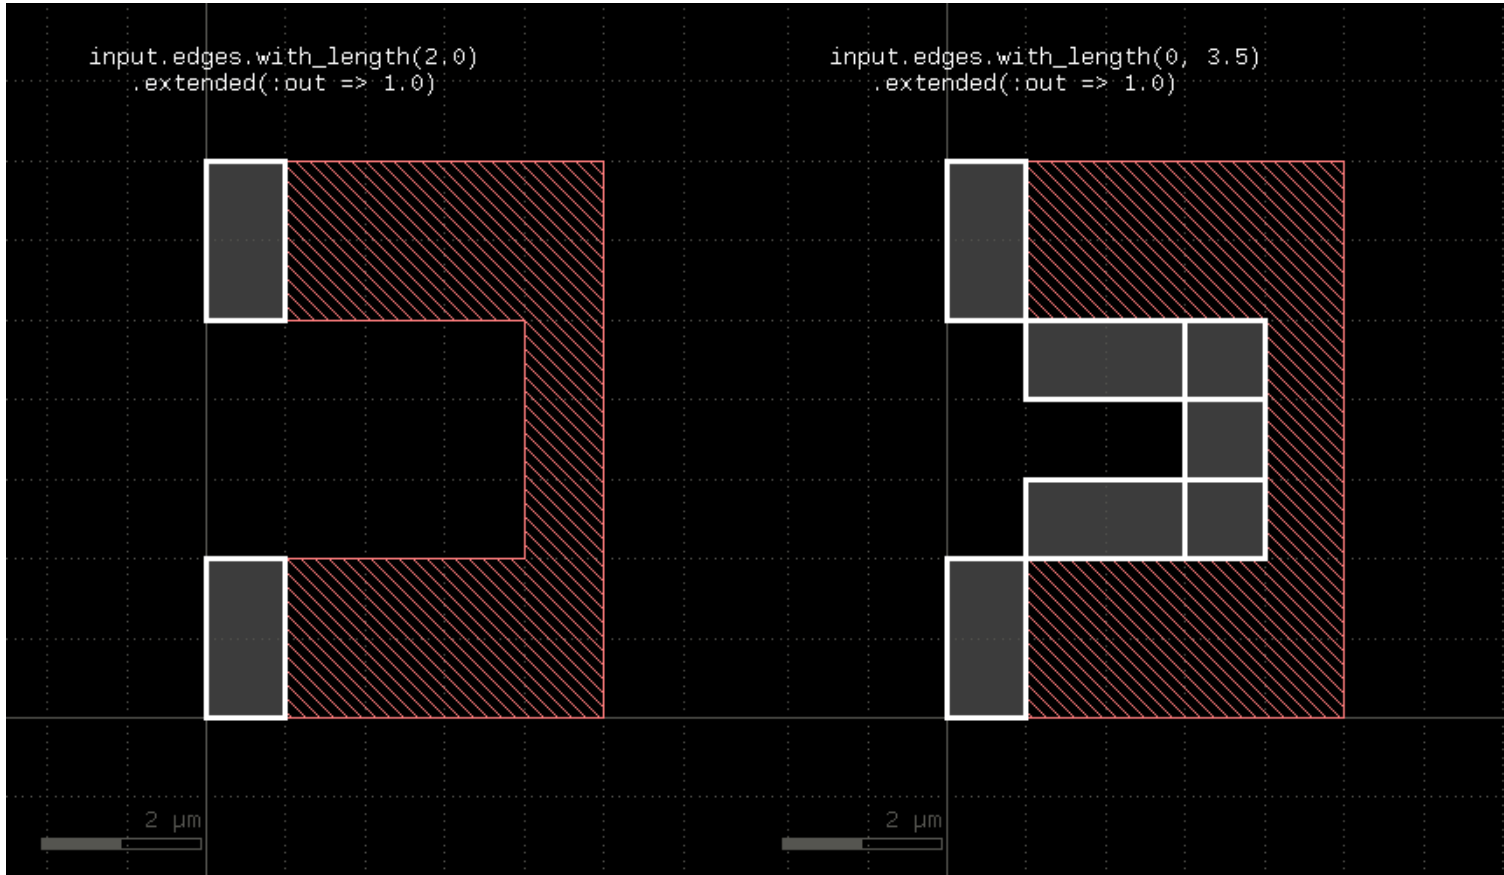 input.edges.with_length(2.0)
.extended(:out => 1.0)
input.edges.with_length(0, 3.5)
.extended(:out => 1.0)
2 µm
2 µm